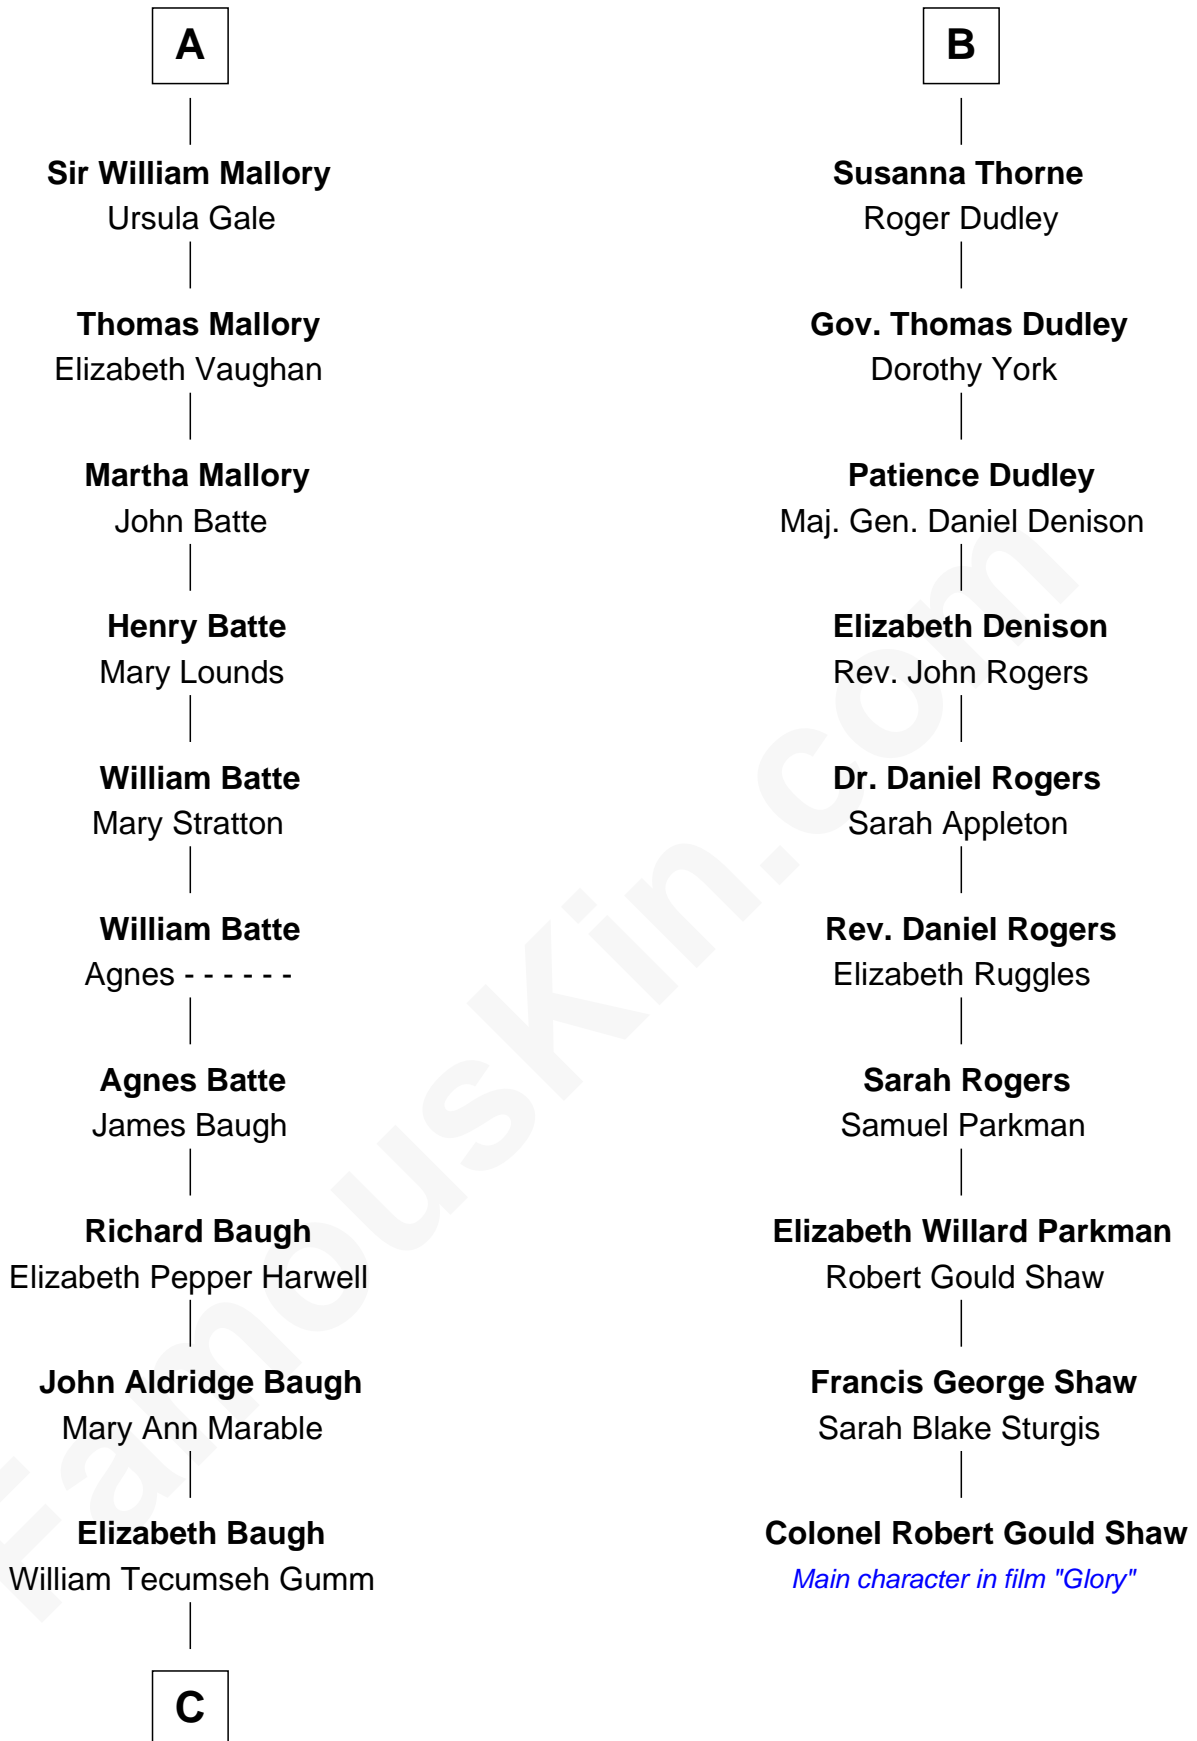 A
Sir William Mallory
Ursula Gale
Thomas Mallory
Elizabeth Vaughan
Martha Mallory
John Batte
Henry Batte
Mary Lounds
William Batte
Mary Stratton
William Batte
Agnes - - - - - -
Agnes Batte
James Baugh
Richard Baugh
Elizabeth Pepper Harwell
John Aldridge Baugh
Mary Ann Marable
Elizabeth Baugh
William Tecumseh Gumm
C
B
Susanna Thorne
Roger Dudley
Gov. Thomas Dudley
Dorothy York
Patience Dudley
Maj. Gen. Daniel Denison
Elizabeth Denison
Rev. John Rogers
Dr. Daniel Rogers
Sarah Appleton
Rev. Daniel Rogers
Elizabeth Ruggles
Sarah Rogers
Samuel Parkman
Elizabeth Willard Parkman
Robert Gould Shaw
Francis George Shaw
Sarah Blake Sturgis
Colonel Robert Gould Shaw
Main character in film "Glory"
FamousKin.com